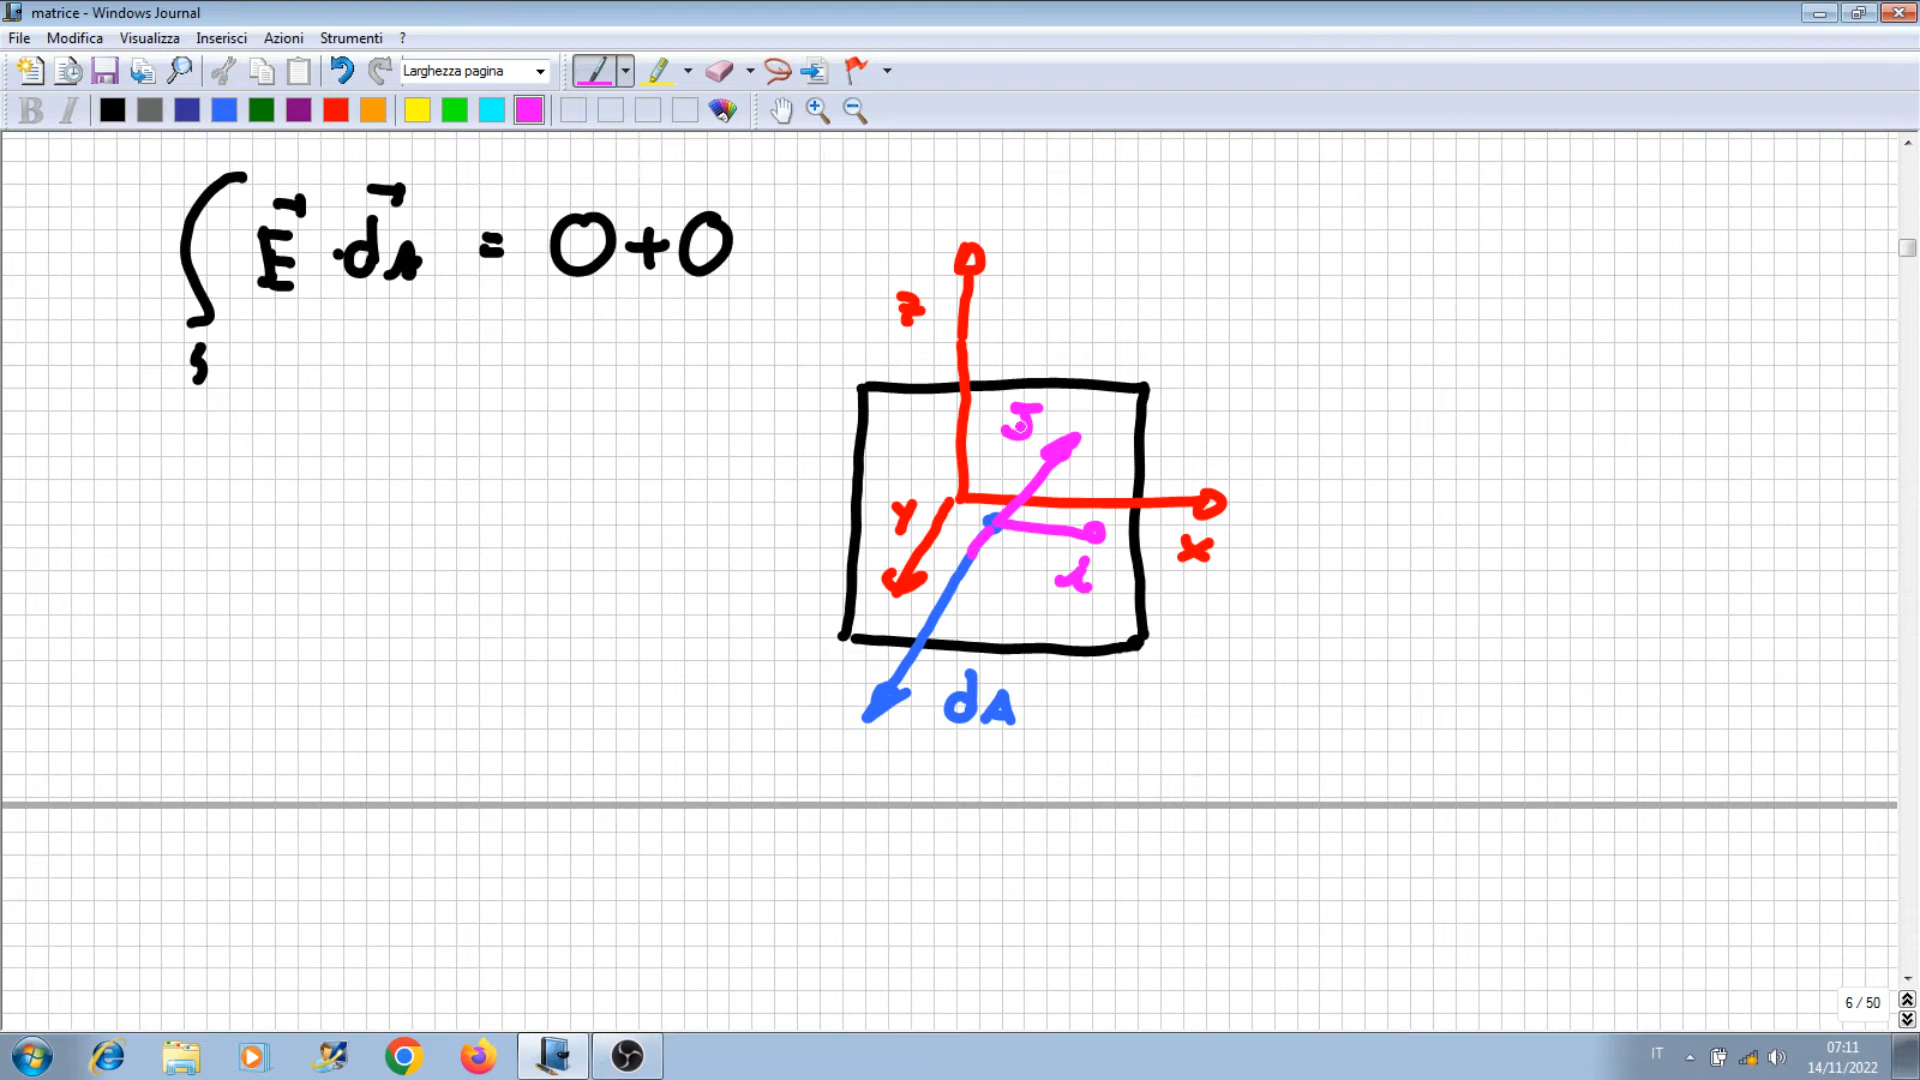 matrice - Windows Journal
File Modifica Visualizza Inserisci Azioni Strumenti ?
Larghezza pagina
B I
∫ E⃗ · dA⃗ = 0+0
S
z
J
y
x
i
dA
6 / 50
IT
07:11
14/11/2022